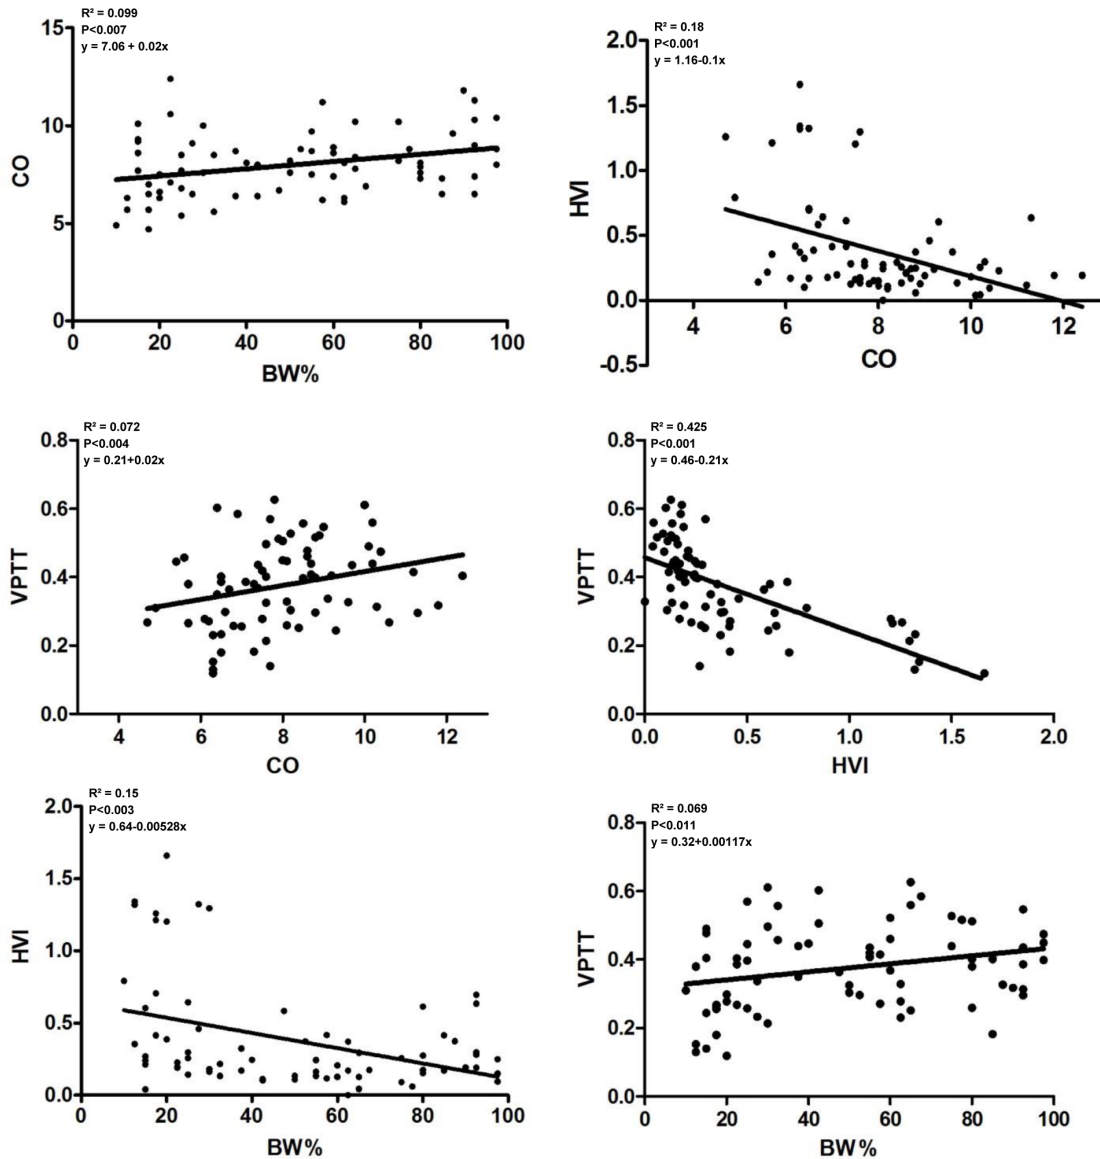 R² = 0.099
P<0.007
y = 7.06 + 0.02x
15
10
5
0
CO
0 20 40 60 80 100
BW%
R² = 0.18
P<0.001
y = 1.16-0.1x
2.0
1.5
1.0
0.5
0.0
-0.5
HVI
4 6 8 10 12
CO
R² = 0.072
P<0.004
y = 0.21+0.02x
0.8
0.6
0.4
0.2
0.0
VPTT
4 6 8 10 12
CO
R² = 0.425
P<0.001
y = 0.46-0.21x
0.8
0.6
0.4
0.2
0.0
VPTT
0.0 0.5 1.0 1.5 2.0
HVI
R² = 0.15
P<0.003
y = 0.64-0.00528x
2.0
1.5
1.0
0.5
0.0
HVI
0 20 40 60 80 100
BW%
R² = 0.069
P<0.011
y = 0.32+0.00117x
0.8
0.6
0.4
0.2
0.0
VPTT
0 20 40 60 80 100
BW%